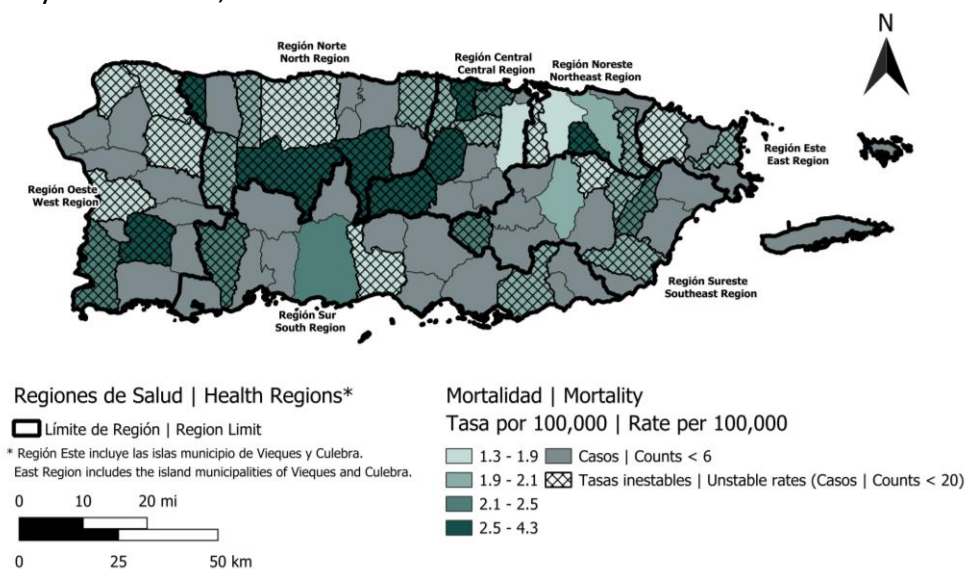 N
Región Norte
North Region
Región Central
Central Region
Región Noreste
Northeast Region
Región Este
East Region
Región Oeste
West Region
Región Sureste
Southeast Region
Región Sur
South Region
Regiones de Salud | Health Regions*
Límite de Región | Region Limit
* Región Este incluye las islas municipio de Vieques y Culebra.
East Region includes the island municipalities of Vieques and Culebra.
0 10 20 mi
0 25 50 km
Mortalidad | Mortality
Tasa por 100,000 | Rate per 100,000
1.3 - 1.9 Casos | Counts < 6
1.9 - 2.1 Tasas inestables | Unstable rates (Casos | Counts < 20)
2.1 - 2.5
2.5 - 4.3